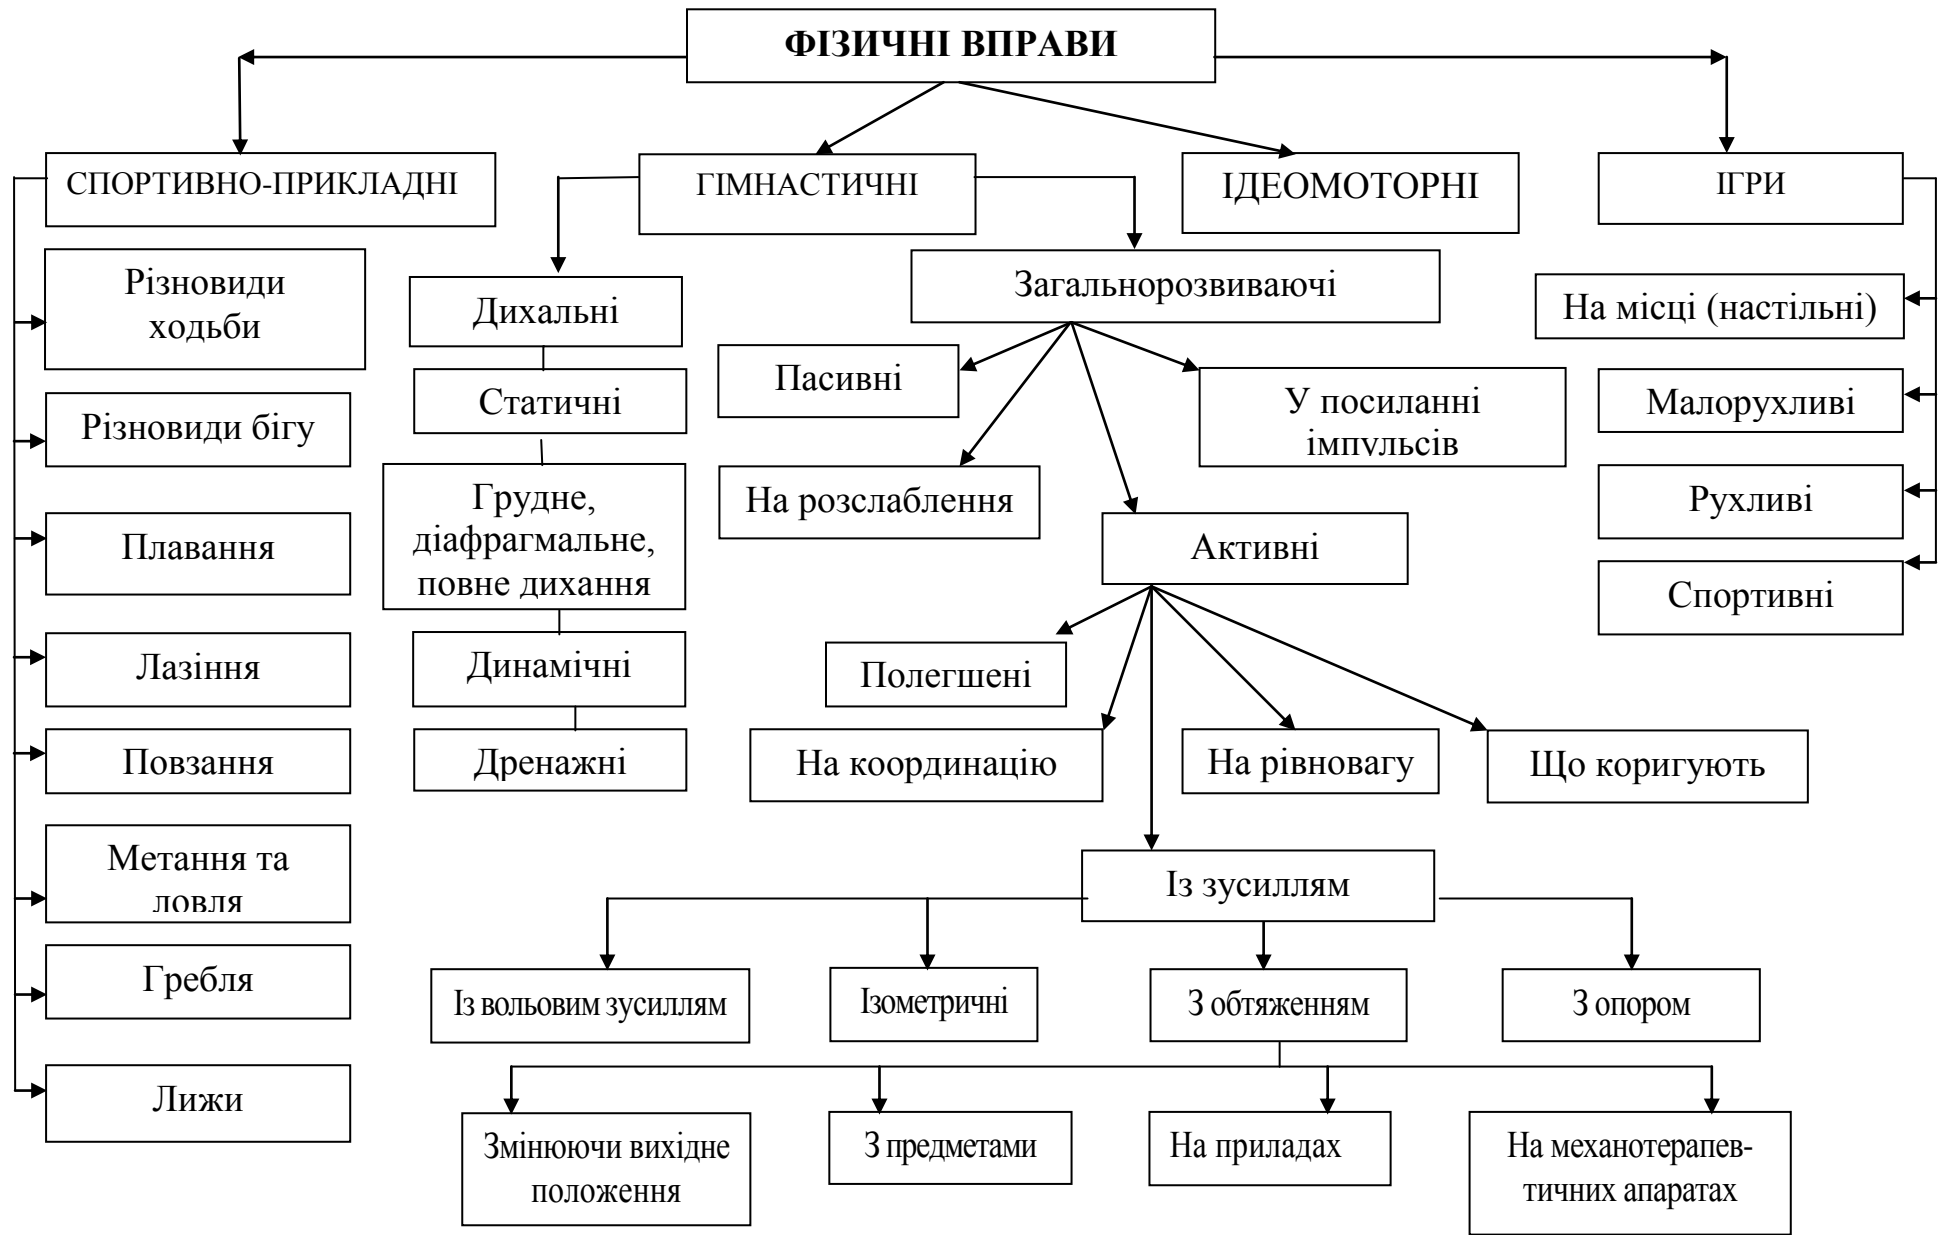 ФІЗИЧНІ ВПРАВИ
СПОРТИВНО-ПРИКЛАДНІ
ГІМНАСТИЧНІ
ІДЕОМОТОРНІ
ІГРИ
Різновиди
ходьби
Різновиди бігу
Плавання
Лазіння
Повзання
Метання та
ловля
Гребля
Лижи
Дихальні
Статичні
Грудне,
діафрагмальне,
повне дихання
Динамічні
Дренажні
Загальнорозвиваючі
Пасивні
На розслаблення
У посиланні
імпульсів
Активні
Полегшені
На координацію
На рівновагу
Що коригують
Із зусиллям
Із вольовим зусиллям
Ізометричні
З обтяженням
З опором
Змінюючи вихідне
положення
З предметами
На приладах
На механотерапев-
тичних апаратах
На місці (настільні)
Малорухливі
Рухливі
Спортивні